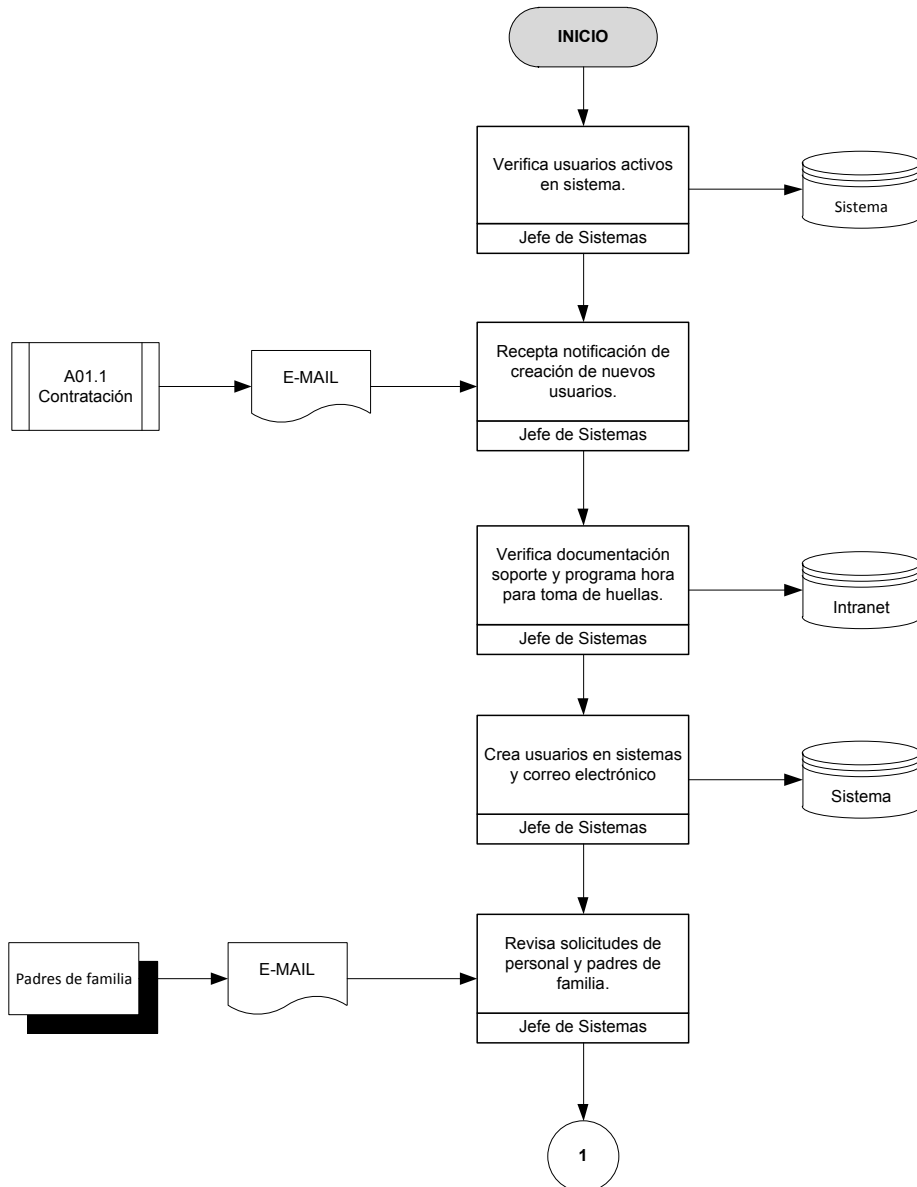 INICIO
Verifica usuarios activos
en sistema.
Jefe de Sistemas
Sistema
A01.1
Contratación
E-MAIL
Recepta notificación de
creación de nuevos
usuarios.
Jefe de Sistemas
Verifica documentación
soporte y programa hora
para toma de huellas.
Jefe de Sistemas
Intranet
Crea usuarios en sistemas
y correo electrónico
Jefe de Sistemas
Sistema
Padres de familia
E-MAIL
Revisa solicitudes de
personal y padres de
familia.
Jefe de Sistemas
1